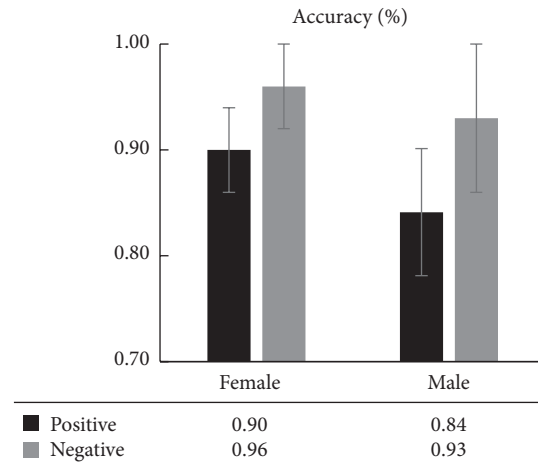 Accuracy (%)
1.00
0.90
0.80
0.70
Female Male
Positive 0.90 0.84
Negative 0.96 0.93